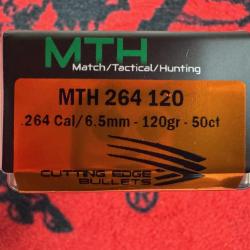 MTH
Match/Tactical/Hunting
MTH 264 120
.264 Cal/6.5mm - 120gr - 50ct
CUTTING EDGE
BULLETS